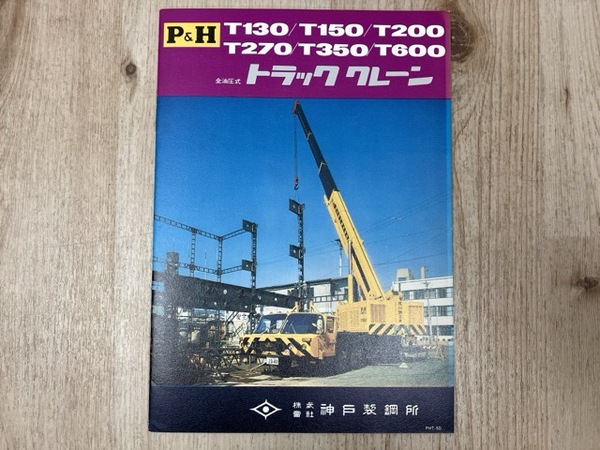 P&H
T130/T150/T200
T270/T350/T600
全油圧式 トラッククレーン
株式会社 神戸製鋼所